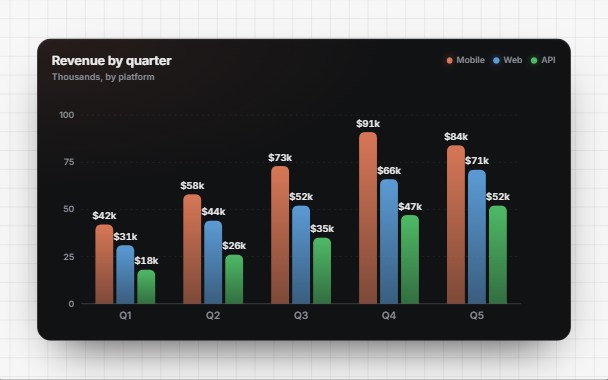 Revenue by quarter
Mobile Web API
Thousands, by platform
100
75
50
25
0
$42k
$31k
$18k
$58k
$44k
$26k
$73k
$52k
$35k
$91k
$66k
$47k
$84k
$71k
$52k
Q1 Q2 Q3 Q4 Q5